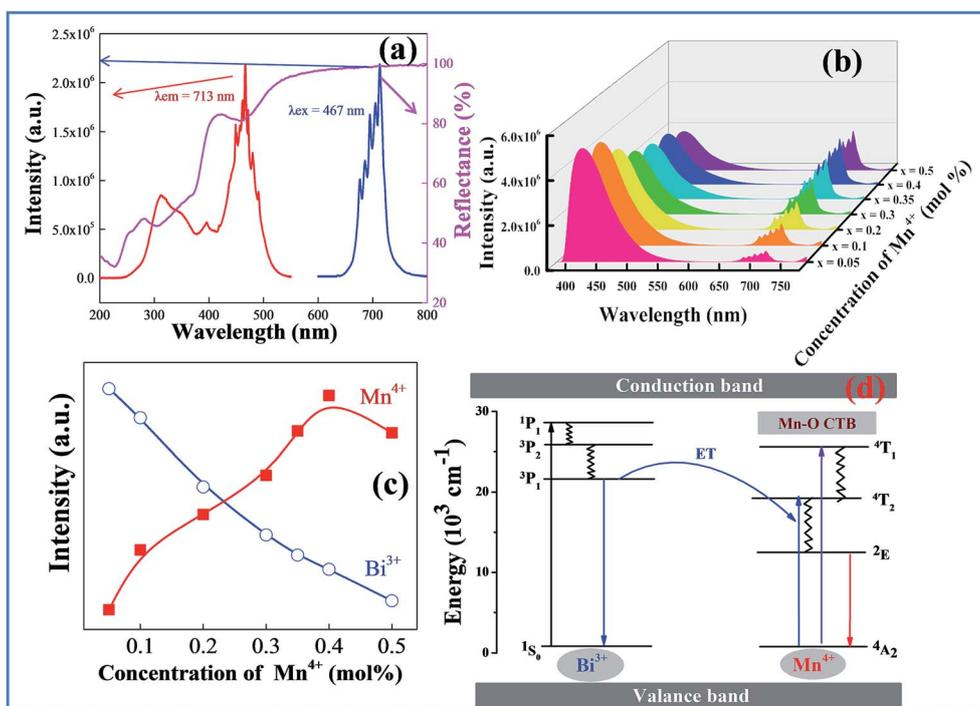 (a)
2.5x10⁶
2.0x10⁶
1.5x10⁶
1.0x10⁶
5.0x10⁵
0.0
Intensity (a.u.)
λem = 713 nm
λex = 467 nm
100
80
60
40
20
Reflectance (%)
200 300 400 500 600 700 800
Wavelength (nm)
(b)
6.0x10⁶
4.0x10⁶
2.0x10⁶
0.0
Intensity (a.u.)
400 450 500 550 600 650 700 750
Wavelength (nm)
x = 0.5
x = 0.4
x = 0.35
x = 0.3
x = 0.2
x = 0.1
x = 0.05
Concentration of Mn⁴⁺ (mol %)
(c)
Intensity (a.u.)
Mn⁴⁺
Bi³⁺
0.1 0.2 0.3 0.4 0.5
Concentration of Mn⁴⁺ (mol%)
Conduction band
(d)
30
20
10
0
Energy (10³ cm⁻¹)
¹P₁
³P₂
³P₁
¹S₀
Bi³⁺
ET
Mn-O CTB
⁴T₁
⁴T₂
²E
⁴A₂
Mn⁴⁺
Valance band